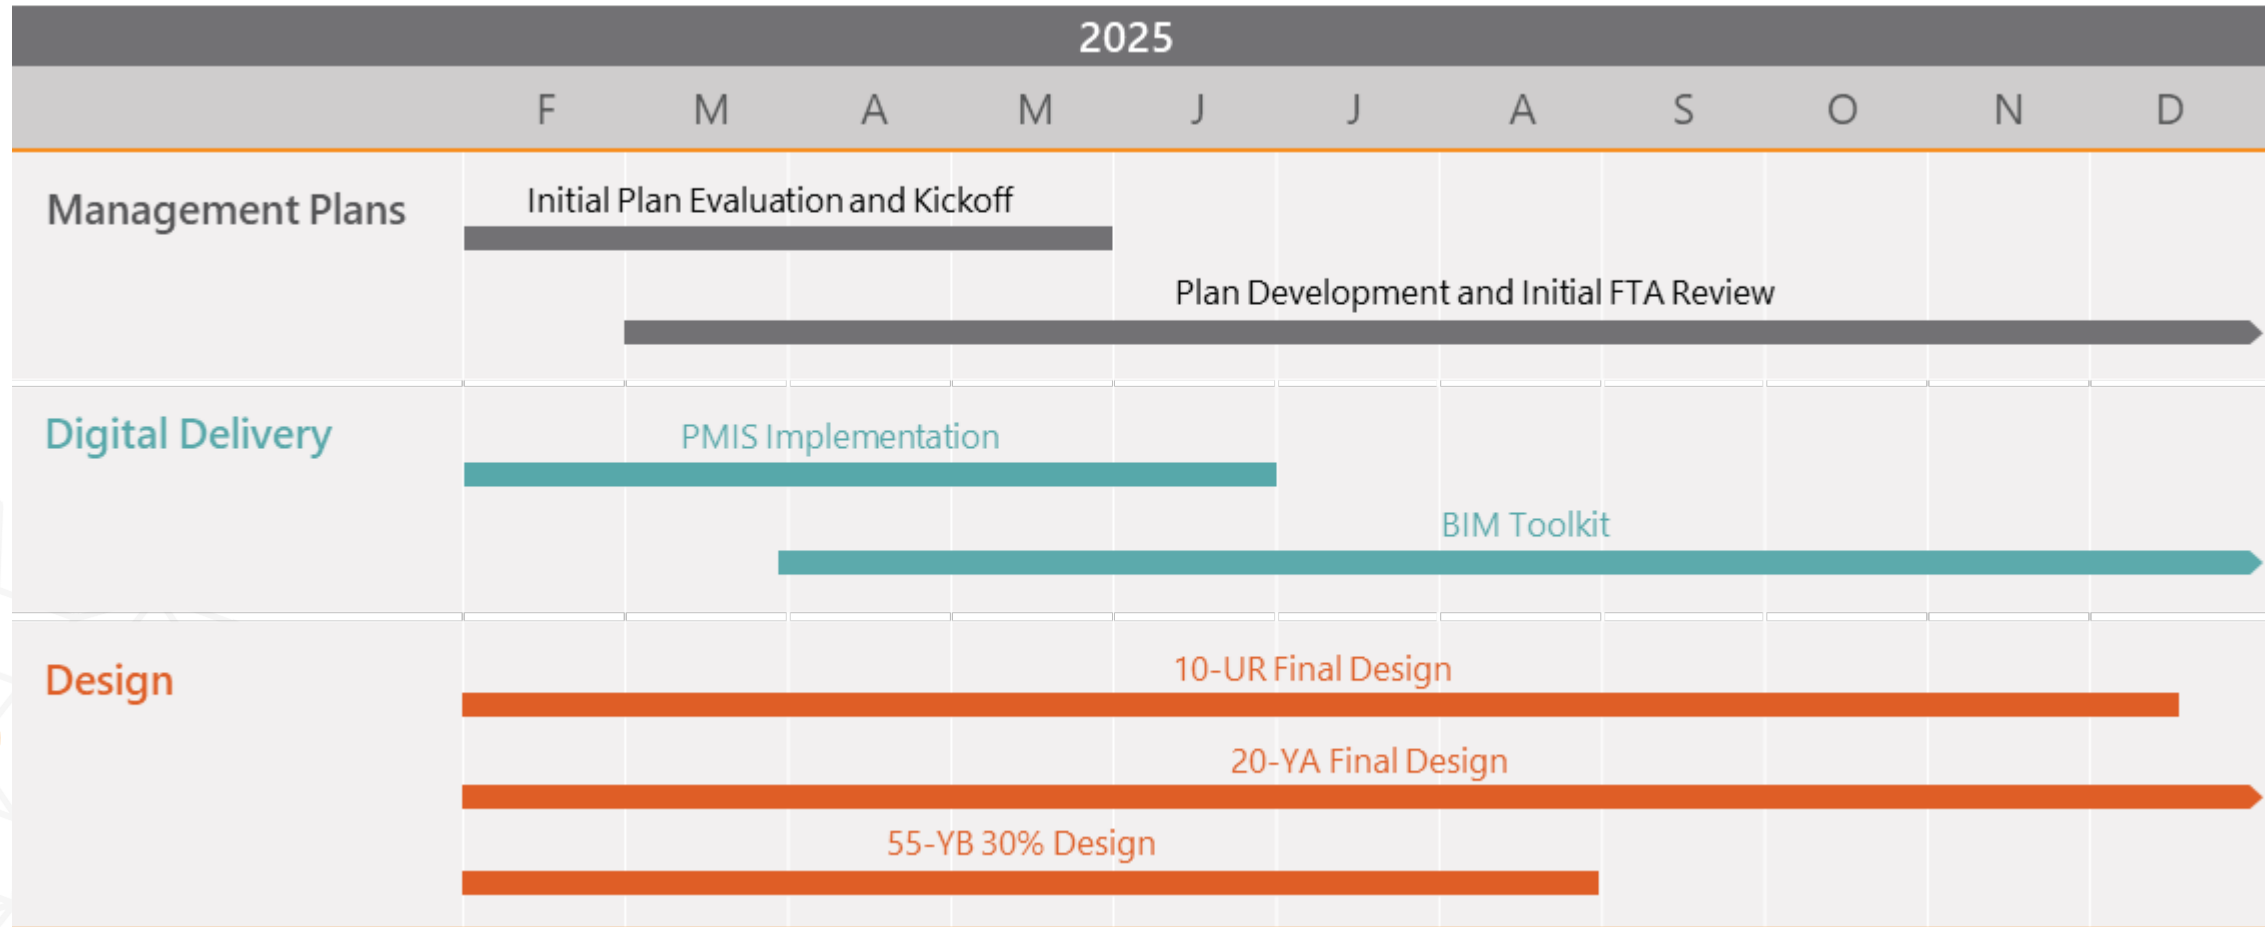 2025
F M A M J J A S O N D
Management Plans
Initial Plan Evaluation and Kickoff
Plan Development and Initial FTA Review
Digital Delivery
PMIS Implementation
BIM Toolkit
Design
10-UR Final Design
20-YA Final Design
55-YB 30% Design